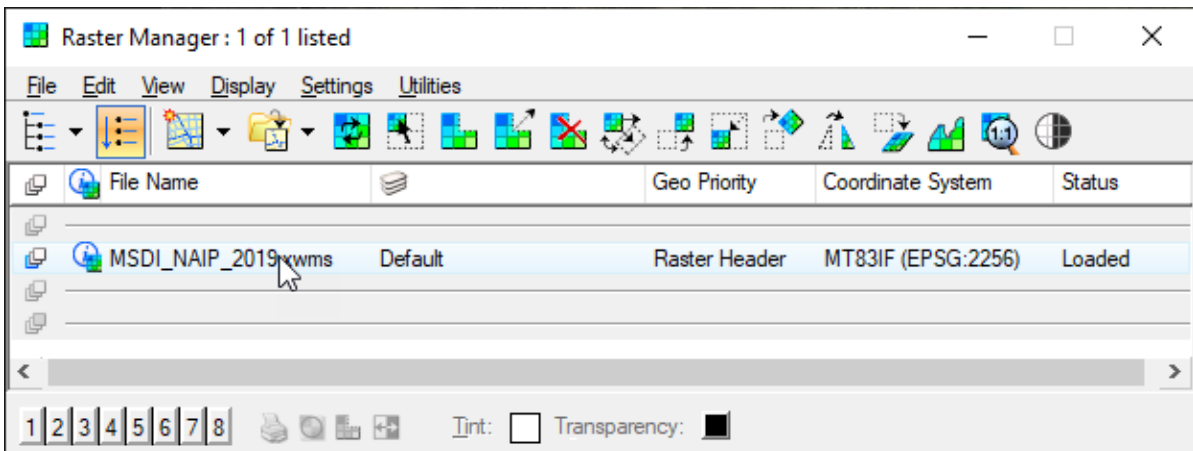 Raster Manager : 1 of 1 listed
File Edit View Display Settings Utilities
1:1
File Name Geo Priority Coordinate System Status
MSDI_NAIP_2019.xwms Default Raster Header MT83IF (EPSG:2256) Loaded
1 2 3 4 5 6 7 8 Tint: Transparency: